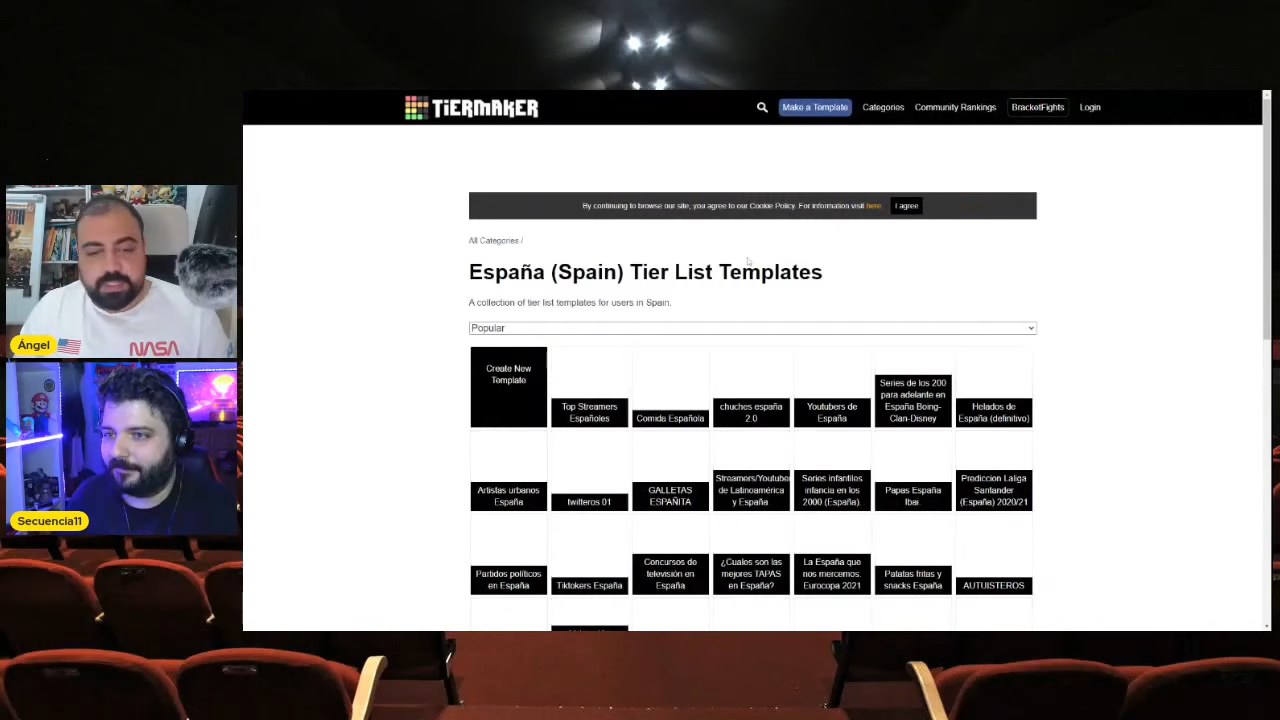 TiERMAKER
Make a Template
Categories
Community Rankings
BracketFights
Login
By continuing to browse our site, you agree to our Cookie Policy. For information visit here.
I agree
All Categories /
España (Spain) Tier List Templates
A collection of tier list templates for users in Spain.
Popular
Create New
Template
Top Streamers
Españoles
Comida Española
chuches españa
2.0
Youtubers de
España
Series de los 200
para adelante en
España Boing-
Clan-Disney
Helados de
España (definitivo)
Artistas urbanos
España
twitteros 01
GALLETAS
ESPAÑITA
Streamers/Youtuber
de Latinoamérica
y España
Series infantiles
infancia en los
2000 (España).
Papas España
Ibai.
Prediccion Laliga
Santander
(España) 2020/21
Partidos políticos
en España
Tiktokers España
Concursos de
televisión en
España
¿Cuales son las
mejores TAPAS
en España?
La España que
nos mercemos.
Eurocopa 2021
Patatas fritas y
snacks España
AUTUISTEROS
NASA
Ángel
Secuencia11